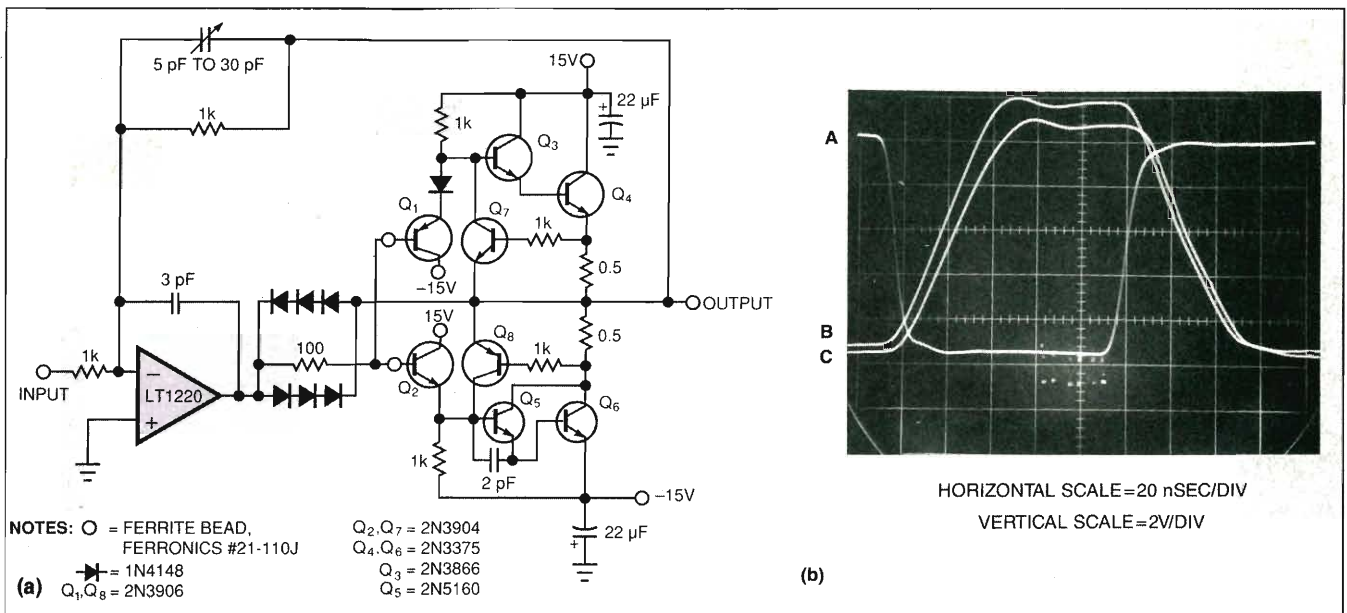 5 pF TO 30 pF
1k
15V
22 µF
1k
Q3
Q4
Q1
Q7
1k
–15V
0.5
3 pF
OUTPUT
15V
0.5
Q8
1k
100
1k
INPUT
LT1220
–
+
Q2
Q5
Q6
1k
2 pF
–15V
22 µF
NOTES: O = FERRITE BEAD,
FERRONICS #21-110J
= 1N4148
Q1,Q8 = 2N3906
Q2,Q7 = 2N3904
Q4,Q6 = 2N3375
Q3 = 2N3866
Q5 = 2N5160
(a)
A
B
C
HORIZONTAL SCALE=20 nSEC/DIV
VERTICAL SCALE=2V/DIV
(b)